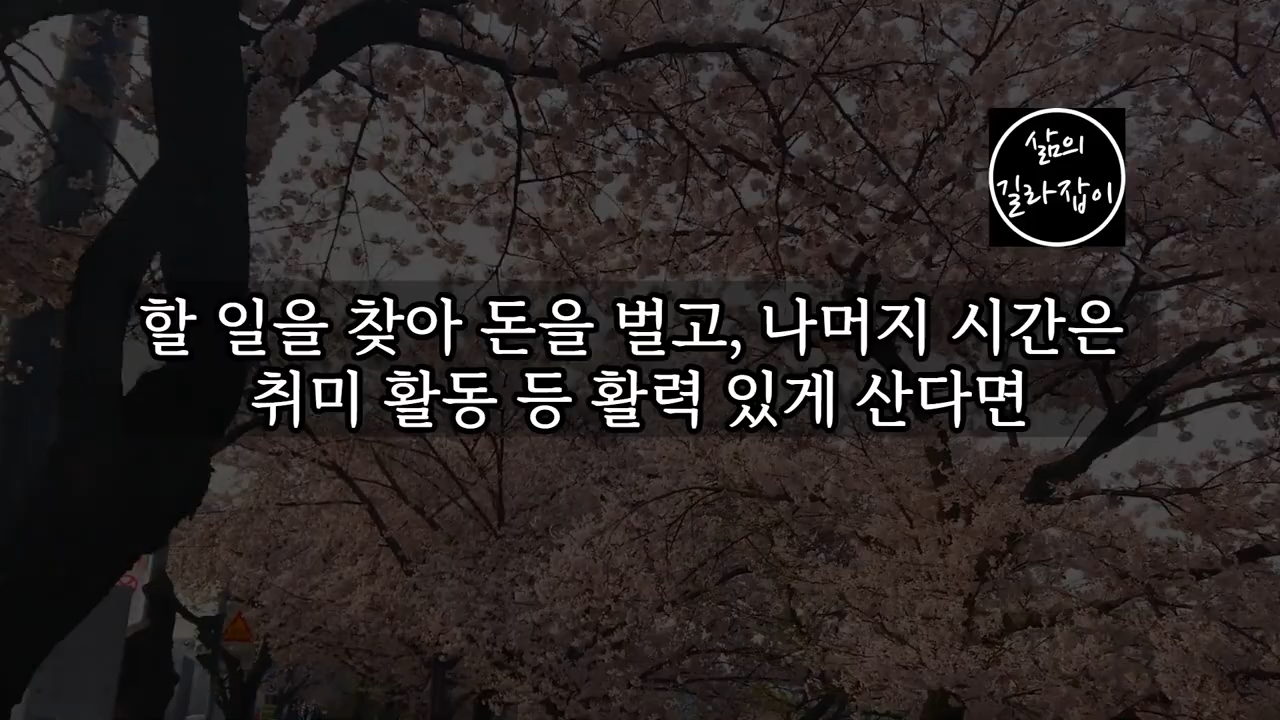 삶의
길라잡이
할 일을 찾아 돈을 벌고, 나머지 시간은
취미 활동 등 활력 있게 산다면